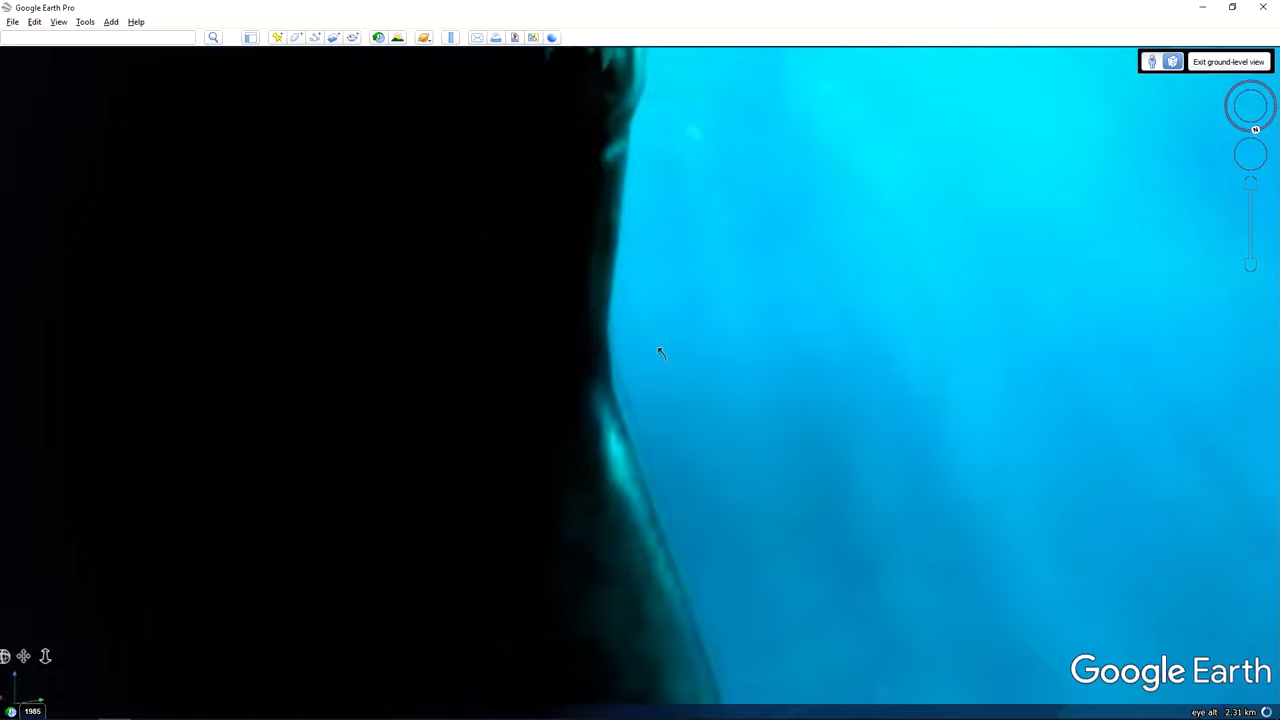 Google Earth Pro
File Edit View Tools Add Help
Exit ground-level view
N
Google Earth
1985
eye alt 2.31 km